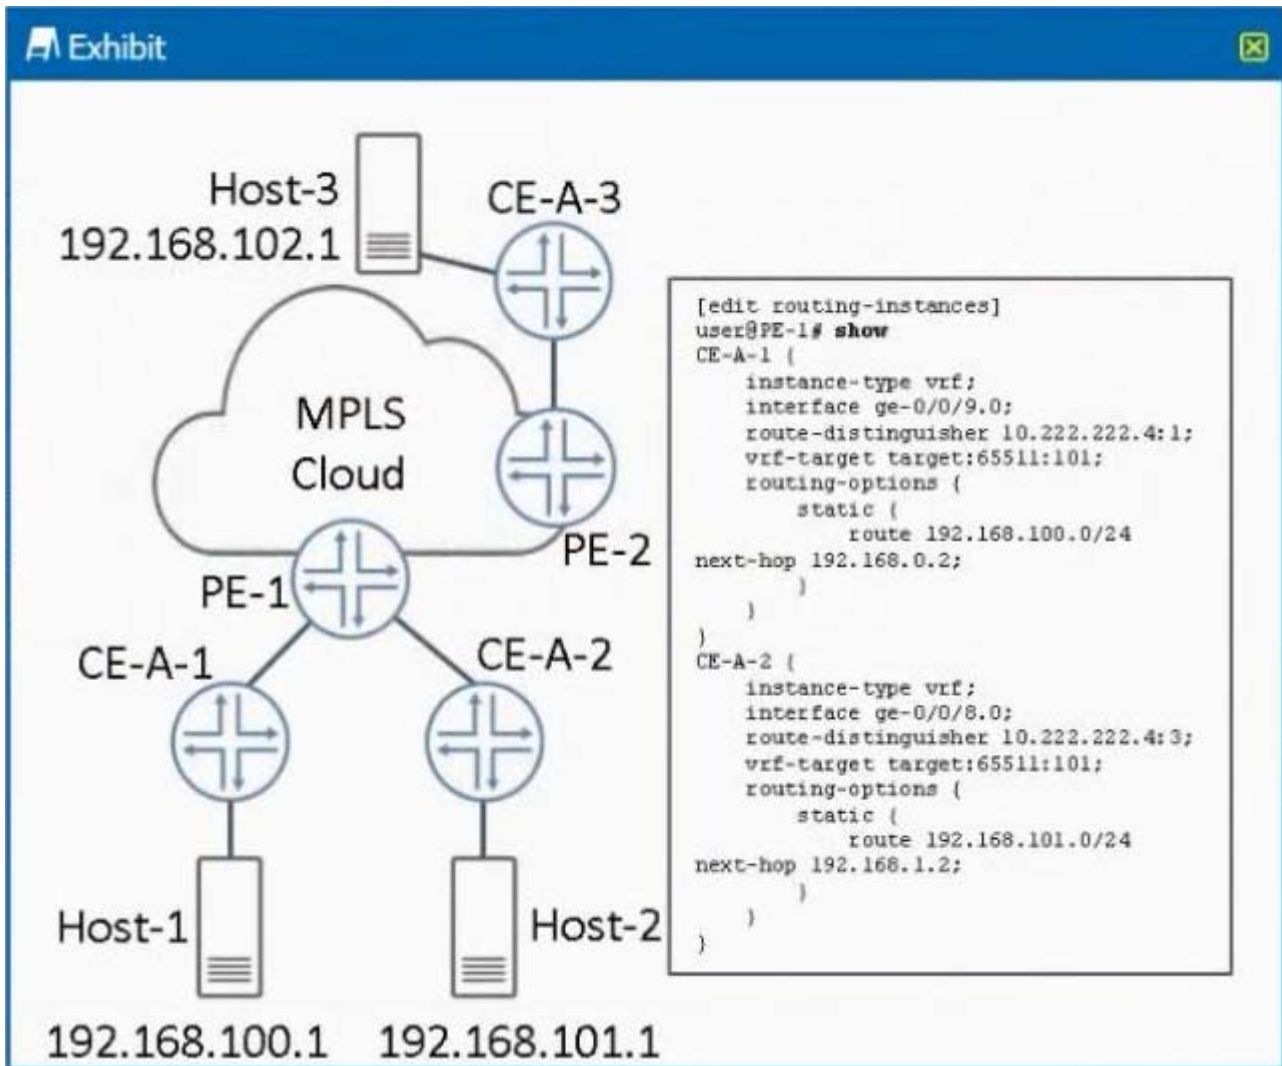 Exhibit
Host-3
192.168.102.1
CE-A-3
MPLS
Cloud
PE-2
PE-1
CE-A-1
CE-A-2
Host-1
Host-2
192.168.100.1
192.168.101.1
[edit routing-instances]
user@PE-1# show
CE-A-1 {
instance-type vrf;
interface ge-0/0/9.0;
route-distinguisher 10.222.222.4:1;
vrf-target target:65511:101;
routing-options {
static {
route 192.168.100.0/24
next-hop 192.168.0.2;
}
}
}
CE-A-2 {
instance-type vrf;
interface ge-0/0/8.0;
route-distinguisher 10.222.222.4:3;
vrf-target target:65511:101;
routing-options {
static {
route 192.168.101.0/24
next-hop 192.168.1.2;
}
}
}